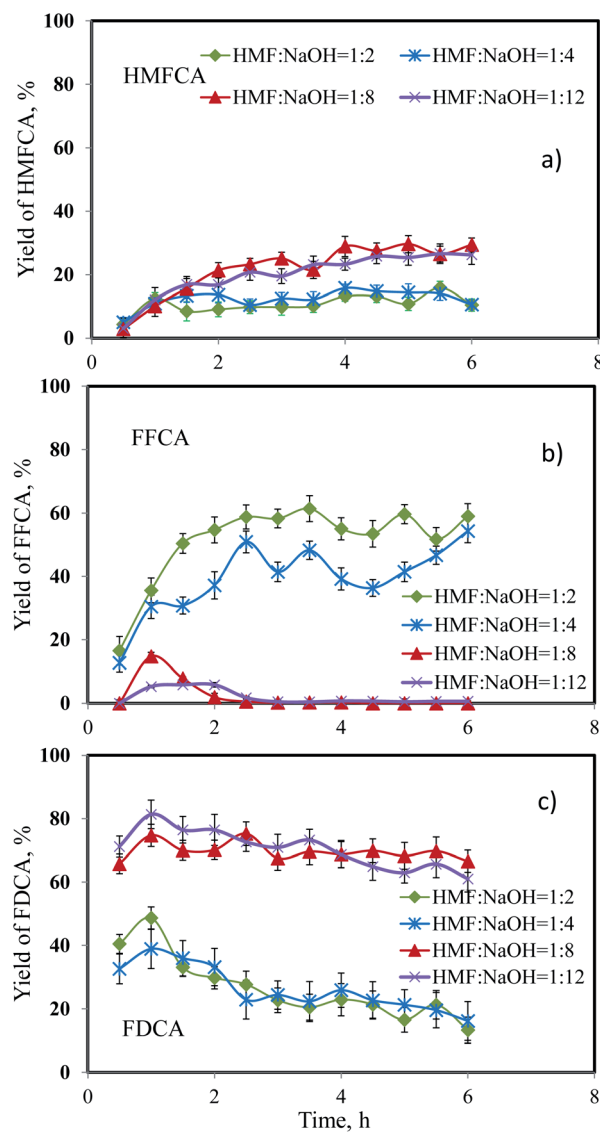 100
80
60
40
20
0
Yield of HMFCA, %
HMFCA
HMF:NaOH=1:2 HMF:NaOH=1:4
HMF:NaOH=1:8 HMF:NaOH=1:12
a)
0 2 4 6 8
100
80
60
40
20
0
Yield of FFCA, %
FFCA
b)
HMF:NaOH=1:2
HMF:NaOH=1:4
HMF:NaOH=1:8
HMF:NaOH=1:12
0 2 4 6 8
100
80
60
40
20
0
Yield of FDCA, %
c)
HMF:NaOH=1:2
HMF:NaOH=1:4
HMF:NaOH=1:8
HMF:NaOH=1:12
FDCA
0 2 4 6 8
Time, h